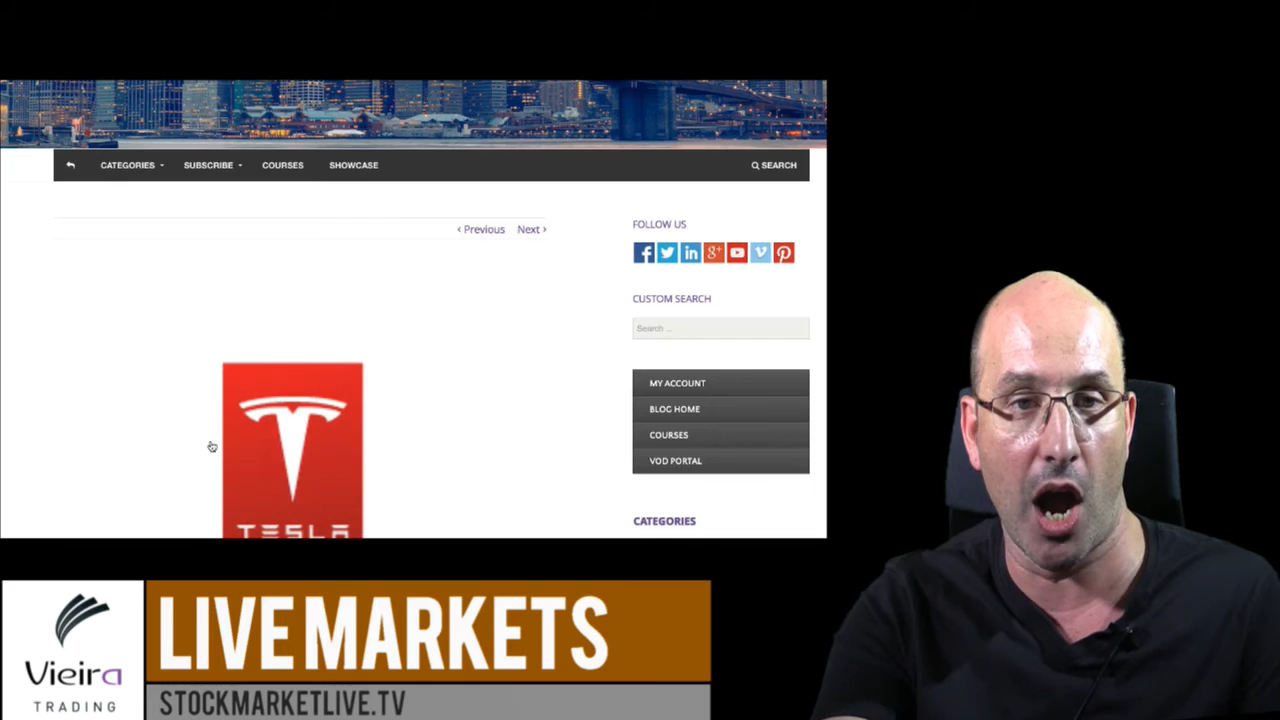 CATEGORIES
SUBSCRIBE
COURSES
SHOWCASE
SEARCH
‹ Previous
Next ›
FOLLOW US
CUSTOM SEARCH
Search ...
MY ACCOUNT
BLOG HOME
COURSES
VOD PORTAL
CATEGORIES
TESLA
Vieira
TRADING
LIVE MARKETS
STOCKMARKETLIVE.TV